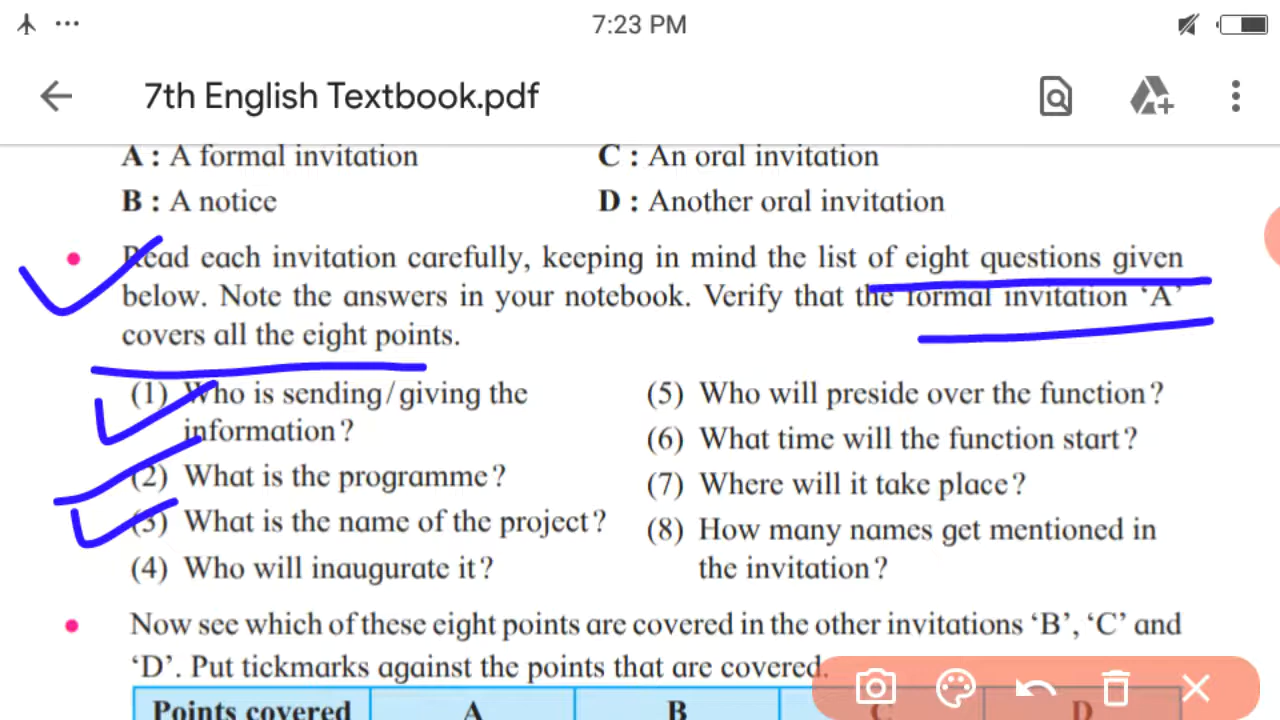 7:23 PM
7th English Textbook.pdf
A : A formal invitation
C : An oral invitation
B : A notice
D : Another oral invitation
Read each invitation carefully, keeping in mind the list of eight questions given
below. Note the answers in your notebook. Verify that the formal invitation ‘A’
covers all the eight points.
(1) Who is sending/giving the
information?
(2) What is the programme?
(3) What is the name of the project?
(4) Who will inaugurate it?
(5) Who will preside over the function?
(6) What time will the function start?
(7) Where will it take place?
(8) How many names get mentioned in
the invitation?
Now see which of these eight points are covered in the other invitations ‘B’, ‘C’ and
‘D’. Put tickmarks against the points that are covered.
Points covered A B C D